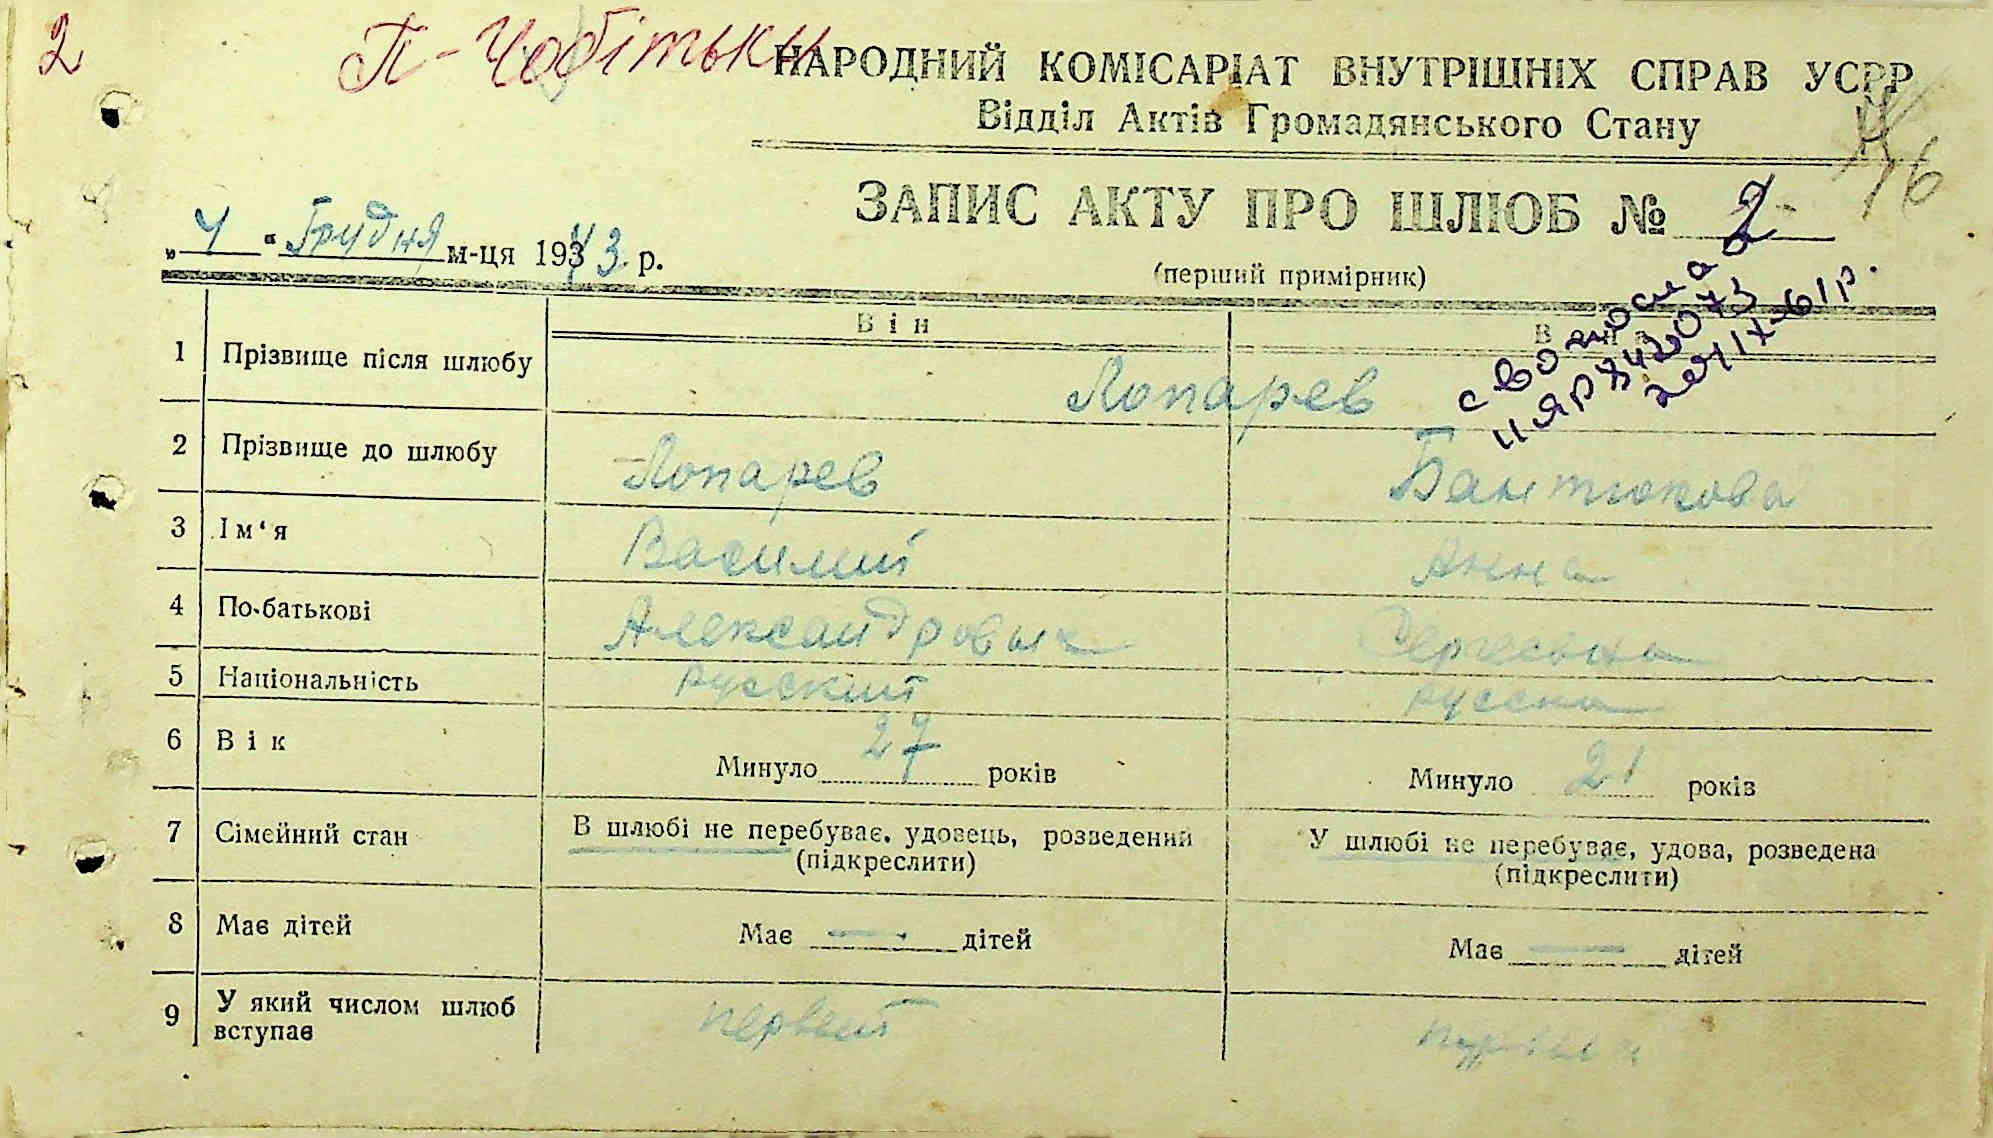 2
П-Чобітьки
НАРОДНИЙ КОМІСАРІАТ ВНУТРІШНІХ СПРАВ УСРР
Відділ Актів Громадянського Стану
16
ЗАПИС АКТУ ПРО ШЛЮБ № 2
„4“ Грудня м-ця 1943 р.
(перший примірник)
Він Вона
1 Прізвище після шлюбу Лопарев
2 Прізвище до шлюбу Лопарев Бантюкова
3 Ім‘я Василий Анна
4 По-батькові Александрович Сергеевна
5 Національність русский русская
6 Вік Минуло 27 років Минуло 21 років
7 Сімейний стан В шлюбі не перебуває, удовець, розведений У шлюбі не перебуває, удова, розведена
(підкреслити) (підкреслити)
8 Має дітей Має — дітей Має — дітей
9 У який числом шлюб вступає первый первый